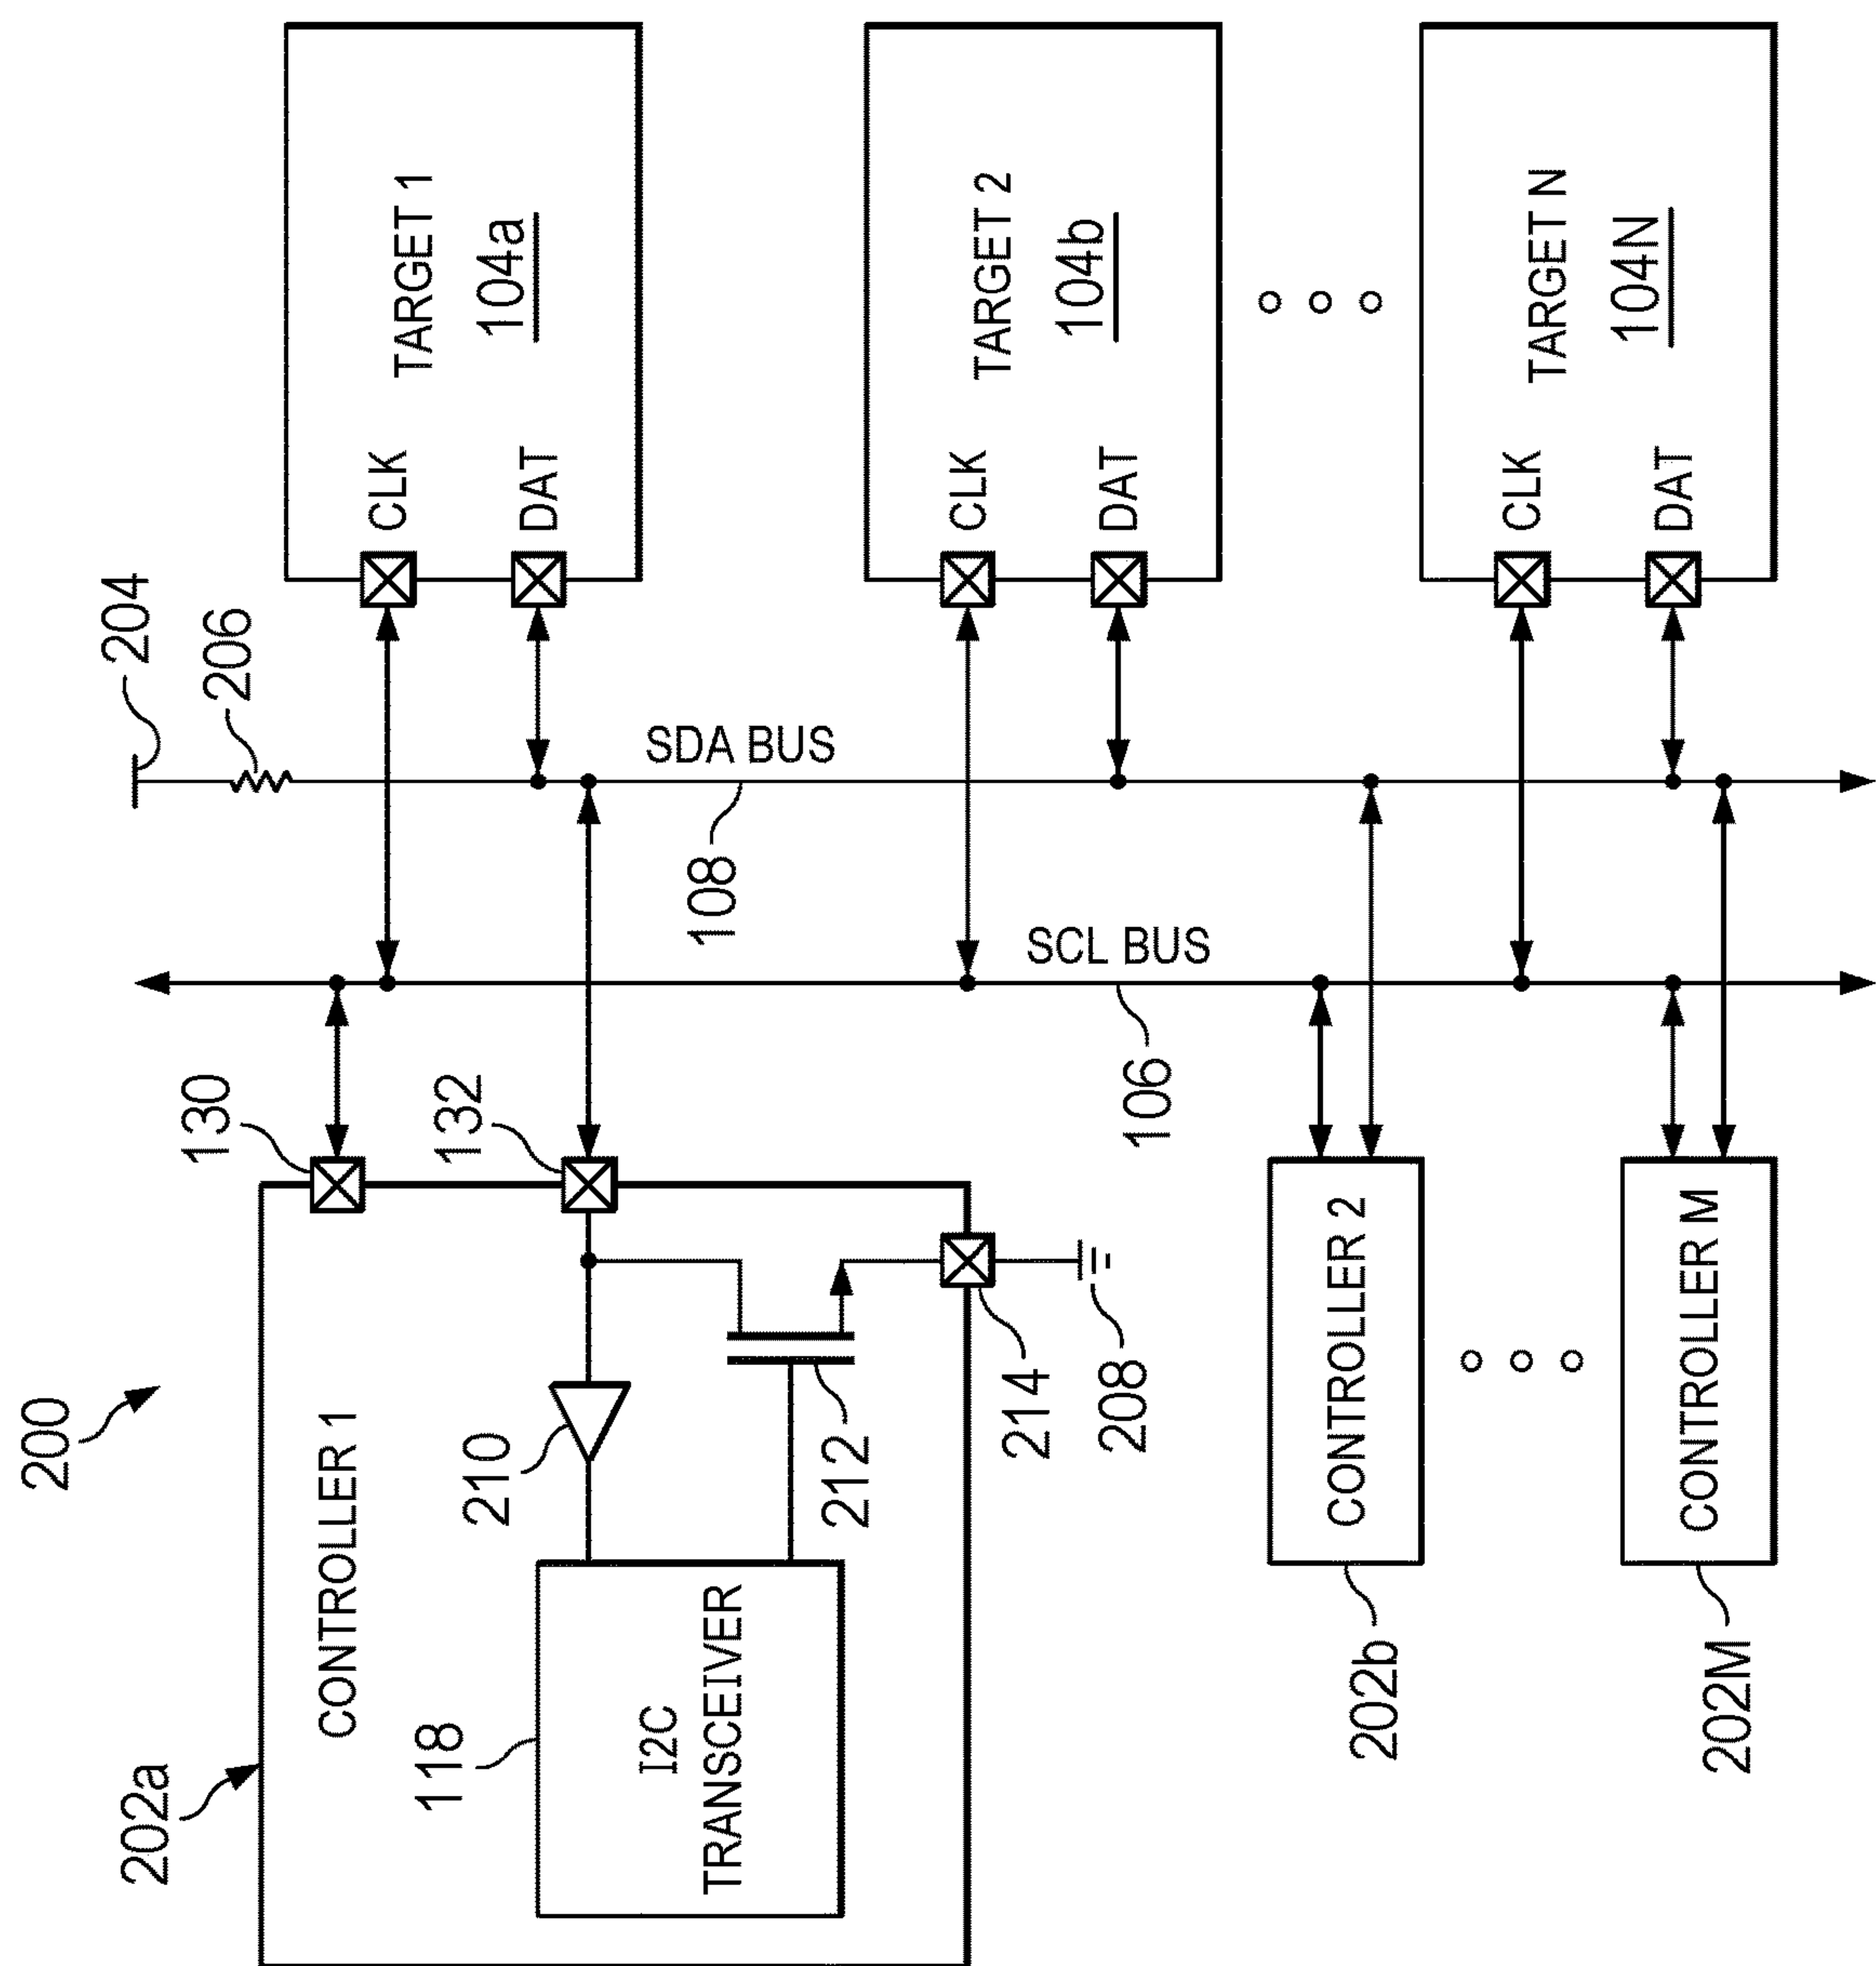 200
202a
CONTROLLER 1
118
I2C
TRANSCEIVER
210
212
214
208
130
132
204
206
SDA BUS
108
SCL BUS
106
TARGET 1
104a
CLK
DAT
TARGET 2
104b
CLK
DAT
TARGET N
104N
CLK
DAT
CONTROLLER 2
202b
CONTROLLER M
202M